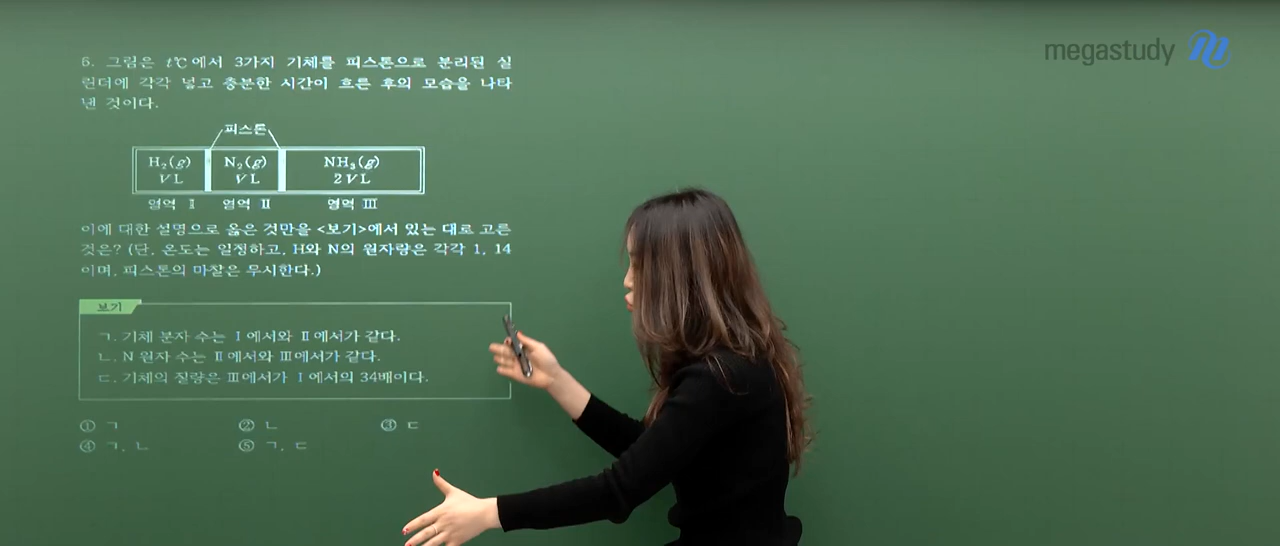 megastudy
6. 그림은 t℃에서 3가지 기체를 피스톤으로 분리된 실
린더에 각각 넣고 충분한 시간이 흐른 후의 모습을 나타
낸 것이다.
피스톤
H₂(g) N₂(g) NH₃(g)
V L V L 2V L
영역 Ⅰ 영역 Ⅱ 영역 Ⅲ
이에 대한 설명으로 옳은 것만을 <보기>에서 있는 대로 고른
것은? (단, 온도는 일정하고, H와 N의 원자량은 각각 1, 14
이며, 피스톤의 마찰은 무시한다.)
보기
ㄱ. 기체 분자 수는 Ⅰ에서와 Ⅱ에서가 같다.
ㄴ. N 원자 수는 Ⅱ에서와 Ⅲ에서가 같다.
ㄷ. 기체의 질량은 Ⅲ에서가 Ⅰ에서의 34배이다.
① ㄱ ② ㄴ ③ ㄷ
④ ㄱ, ㄴ ⑤ ㄱ, ㄷ